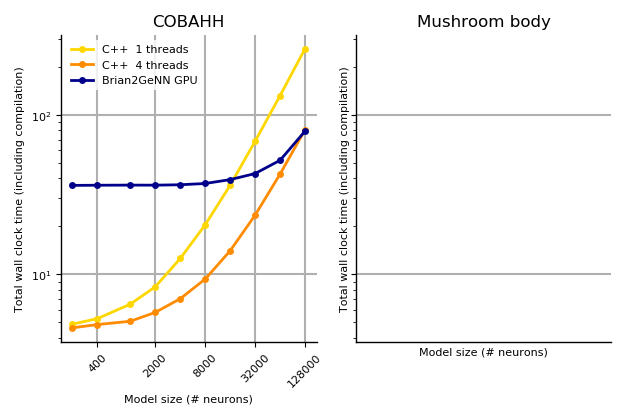 COBAHH
Mushroom body
C++ 1 threads
C++ 4 threads
Brian2GeNN GPU
Total wall clock time (including compilation)
10²
10¹
400
2000
8000
32000
128000
Model size (# neurons)
Total wall clock time (including compilation)
Model size (# neurons)